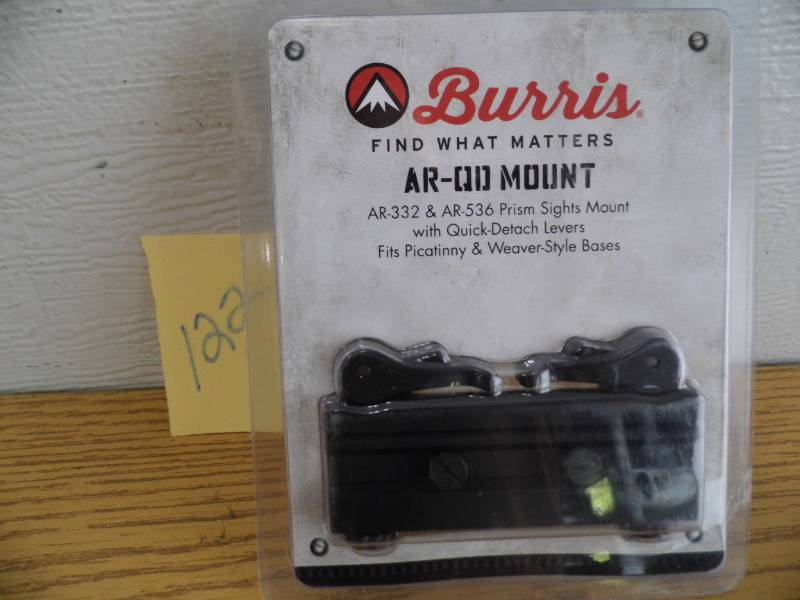 Burris®
FIND WHAT MATTERS
AR-QD MOUNT
AR-332 & AR-536 Prism Sights Mount
with Quick-Detach Levers
Fits Picatinny & Weaver-Style Bases
122